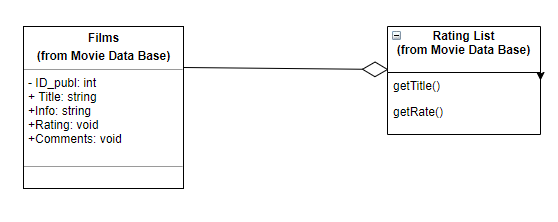 Films
(from Movie Data Base)
- ID_publ: int
+ Title: string
+Info: string
+Rating: void
+Comments: void
Rating List
(from Movie Data Base)
getTitle()
getRate()